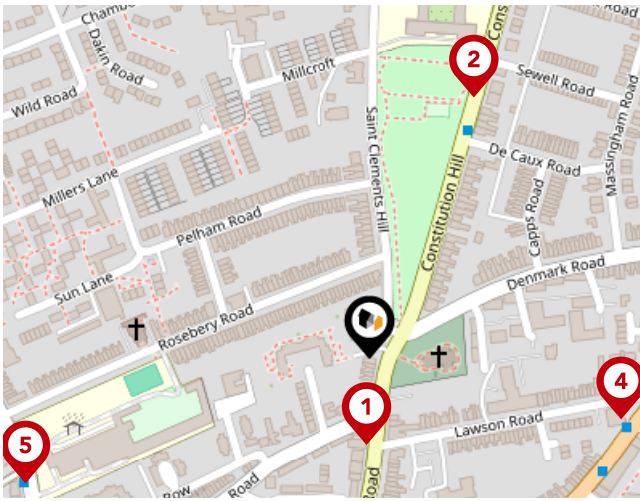 Chambe
Cons
Dakin Road
Millcroft
2
Sewell Road
Wild Road
Saint Clements Hill
De Caux Road
Massingham Road
Millers Lane
Constitution Hill
Capps Road
Pelham Road
Sun Lane
Denmark Road
Rosebery Road
1
4
Lawson Road
5
Row
Road
Road